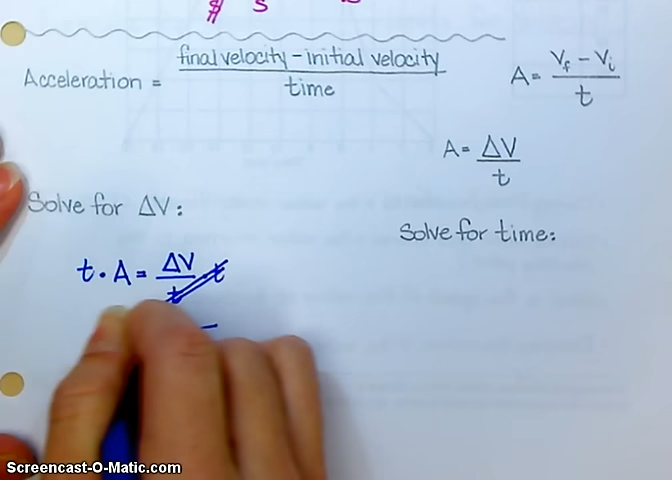 $ s
Acceleration = final velocity - initial velocity / time
A = Vf - Vi / t
A = ΔV / t
Solve for ΔV:
Solve for time:
t · A = ΔV / t · t
Screencast-O-Matic.com